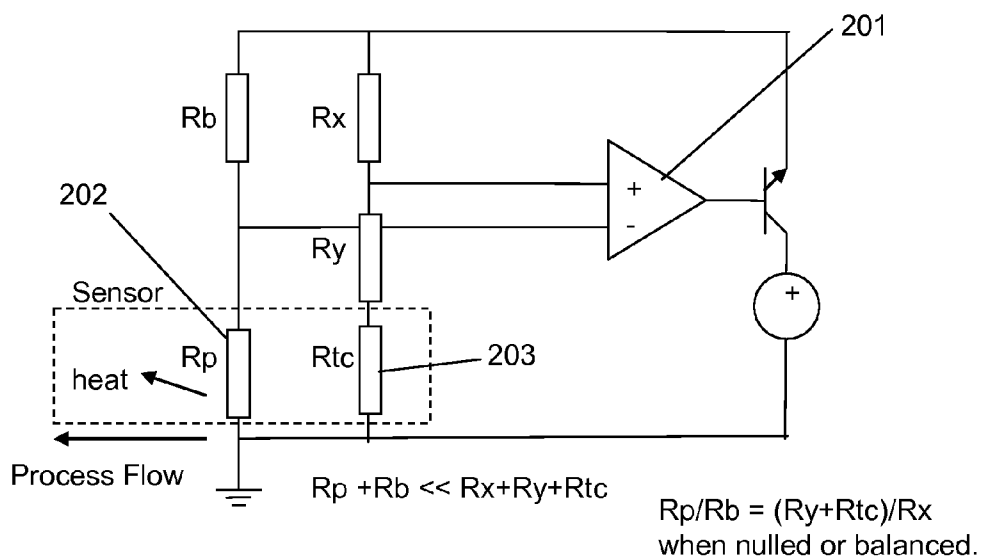 201
Rb
Rx
+
-
202
Ry
+
Sensor
Rp
Rtc
203
heat
Process Flow
Rp +Rb << Rx+Ry+Rtc
Rp/Rb = (Ry+Rtc)/Rx
when nulled or balanced.